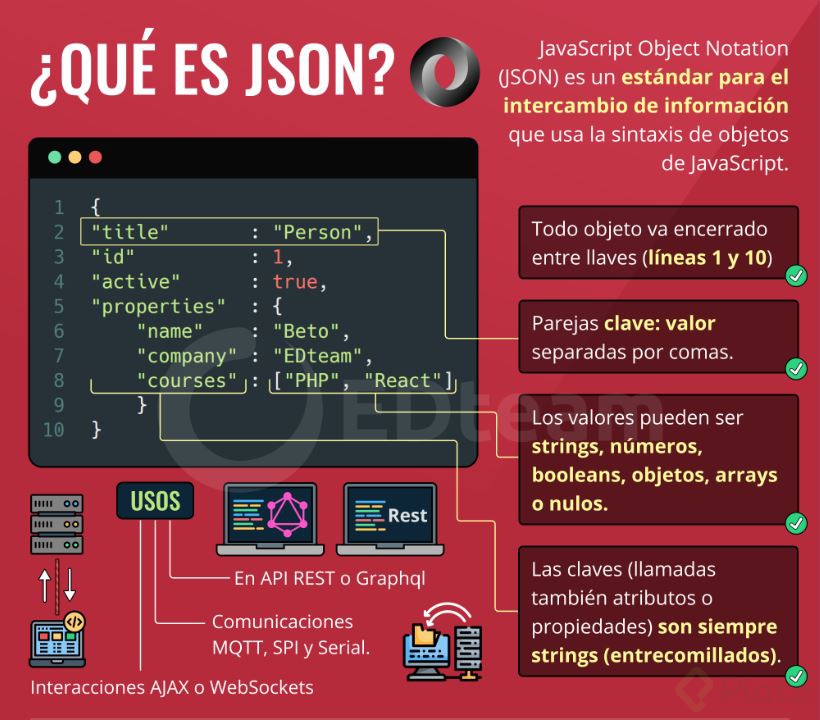 ¿QUÉ ES JSON?
JavaScript Object Notation
(JSON) es un estándar para el
intercambio de información
que usa la sintaxis de objetos
de JavaScript.
1 {
2 "title" : "Person",
3 "id" : 1,
4 "active" : true,
5 "properties" : {
6 "name" : "Beto",
7 "company" : "EDteam",
8 "courses" : ["PHP", "React"]
9 }
10 }
EDteam
Todo objeto va encerrado
entre llaves (líneas 1 y 10)
Parejas clave: valor
separadas por comas.
Los valores pueden ser
strings, números,
booleans, objetos, arrays
o nulos.
Las claves (llamadas
también atributos o
propiedades) son siempre
strings (entrecomillados).
USOS
Rest
En API REST o Graphql
Comunicaciones
MQTT, SPI y Serial.
Interacciones AJAX o WebSockets